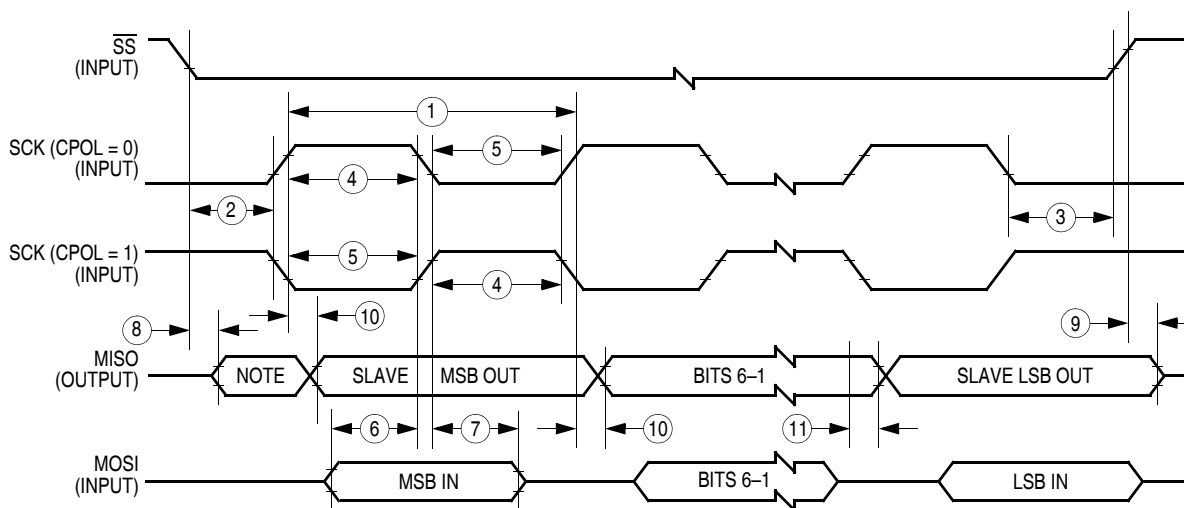 SS
(INPUT)
1
SCK (CPOL = 0)
(INPUT)
5
4
2
3
SCK (CPOL = 1)
(INPUT)
5
4
8
10
9
MISO
(OUTPUT)
NOTE
SLAVE
MSB OUT
BITS 6–1
SLAVE LSB OUT
6
7
10
11
MOSI
(INPUT)
MSB IN
BITS 6–1
LSB IN